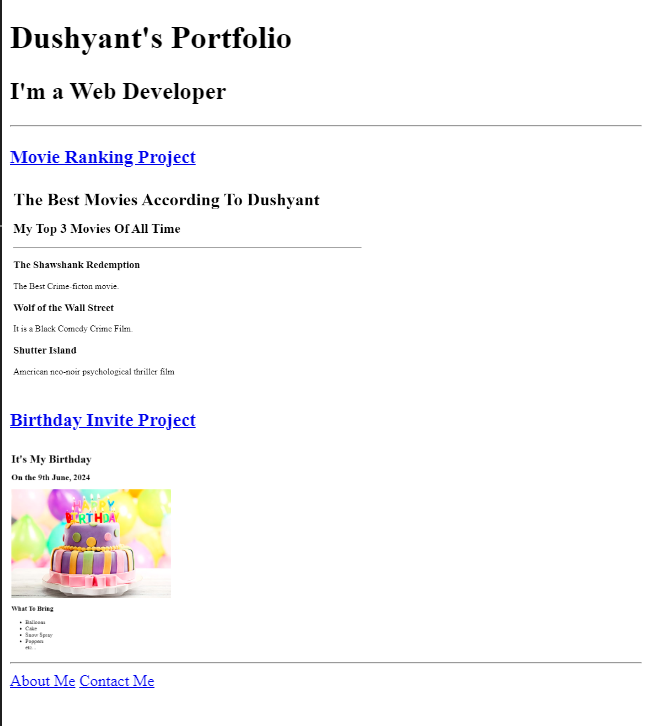 Dushyant's Portfolio
I'm a Web Developer
Movie Ranking Project
The Best Movies According To Dushyant
My Top 3 Movies Of All Time
The Shawshank Redemption
The Best Crime-ficton movie.
Wolf of the Wall Street
It is a Black Comedy Crime Film.
Shutter Island
American neo-noir psychological thriller film
Birthday Invite Project
It's My Birthday
On the 9th June, 2024
HAPPY
BIRTHDAY
What To Bring
Balloons
Cake
Snow Spray
Poppers
etc...
About Me Contact Me